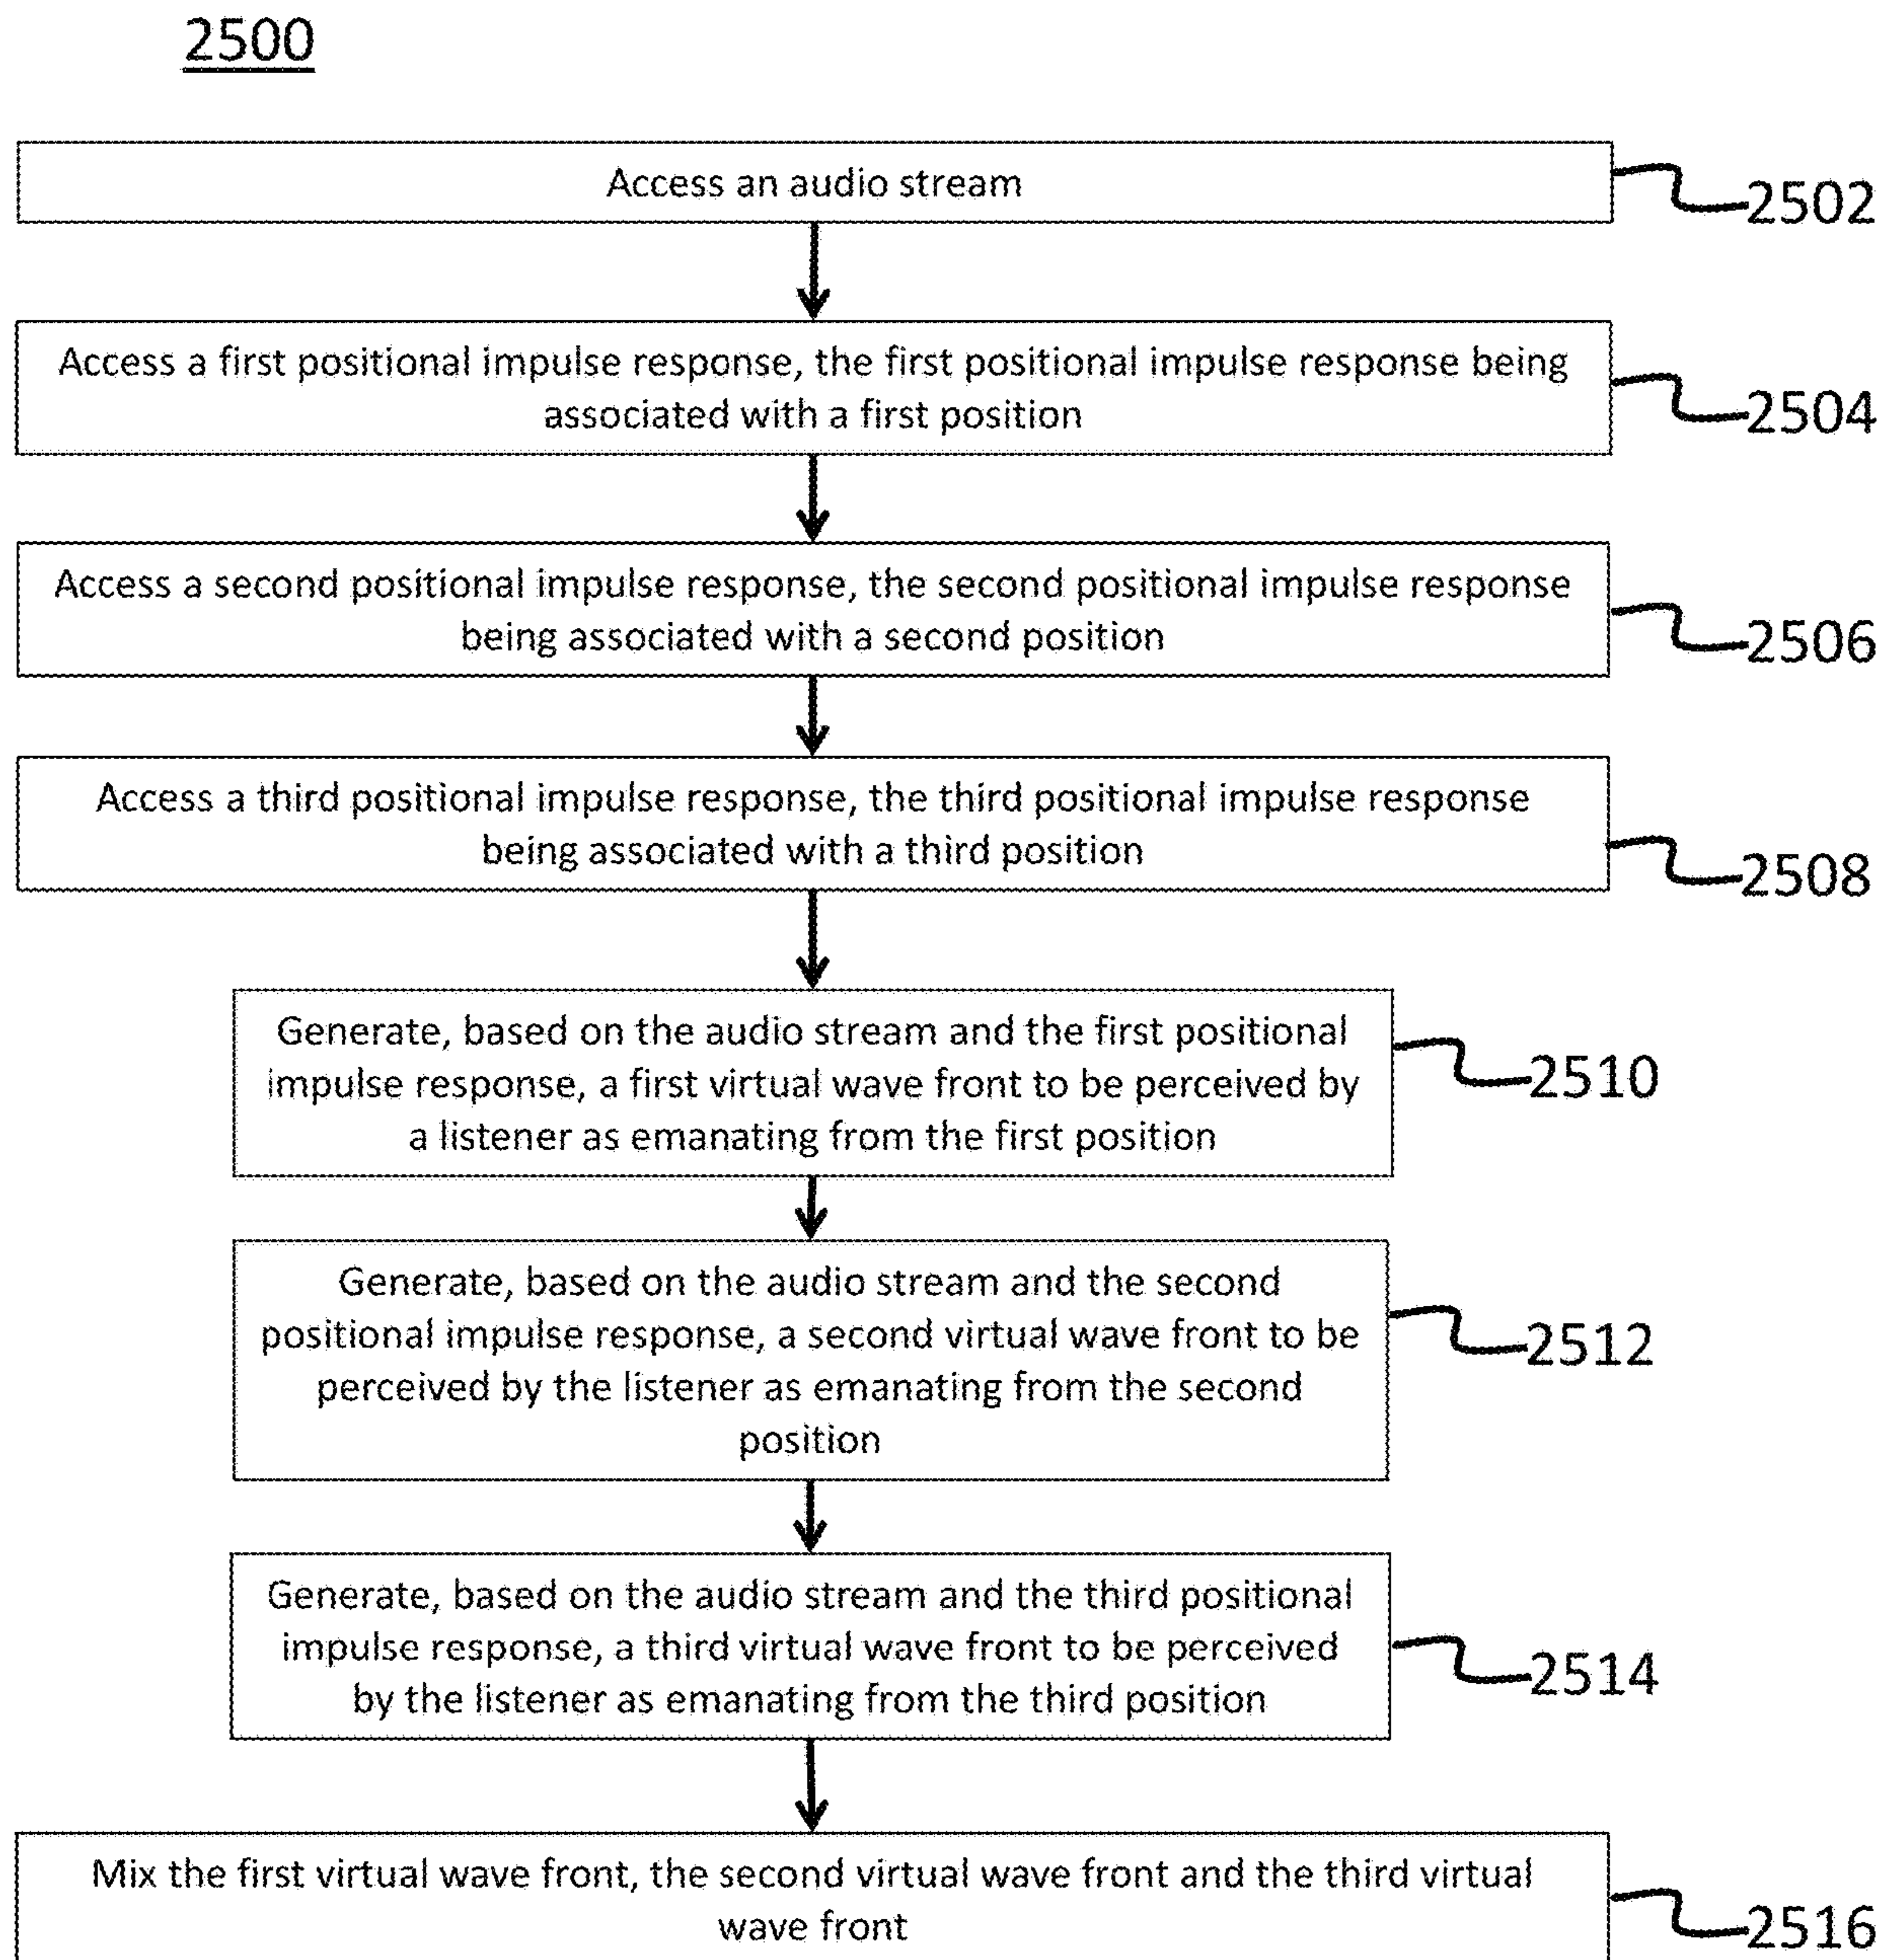 2500
Access an audio stream
2502
Access a first positional impulse response, the first positional impulse response being
associated with a first position
2504
Access a second positional impulse response, the second positional impulse response
being associated with a second position
2506
Access a third positional impulse response, the third positional impulse response
being associated with a third position
2508
Generate, based on the audio stream and the first positional
impulse response, a first virtual wave front to be perceived by
a listener as emanating from the first position
2510
Generate, based on the audio stream and the second
positional impulse response, a second virtual wave front to be
perceived by the listener as emanating from the second
position
2512
Generate, based on the audio stream and the third positional
impulse response, a third virtual wave front to be perceived
by the listener as emanating from the third position
2514
Mix the first virtual wave front, the second virtual wave front and the third virtual
wave front
2516